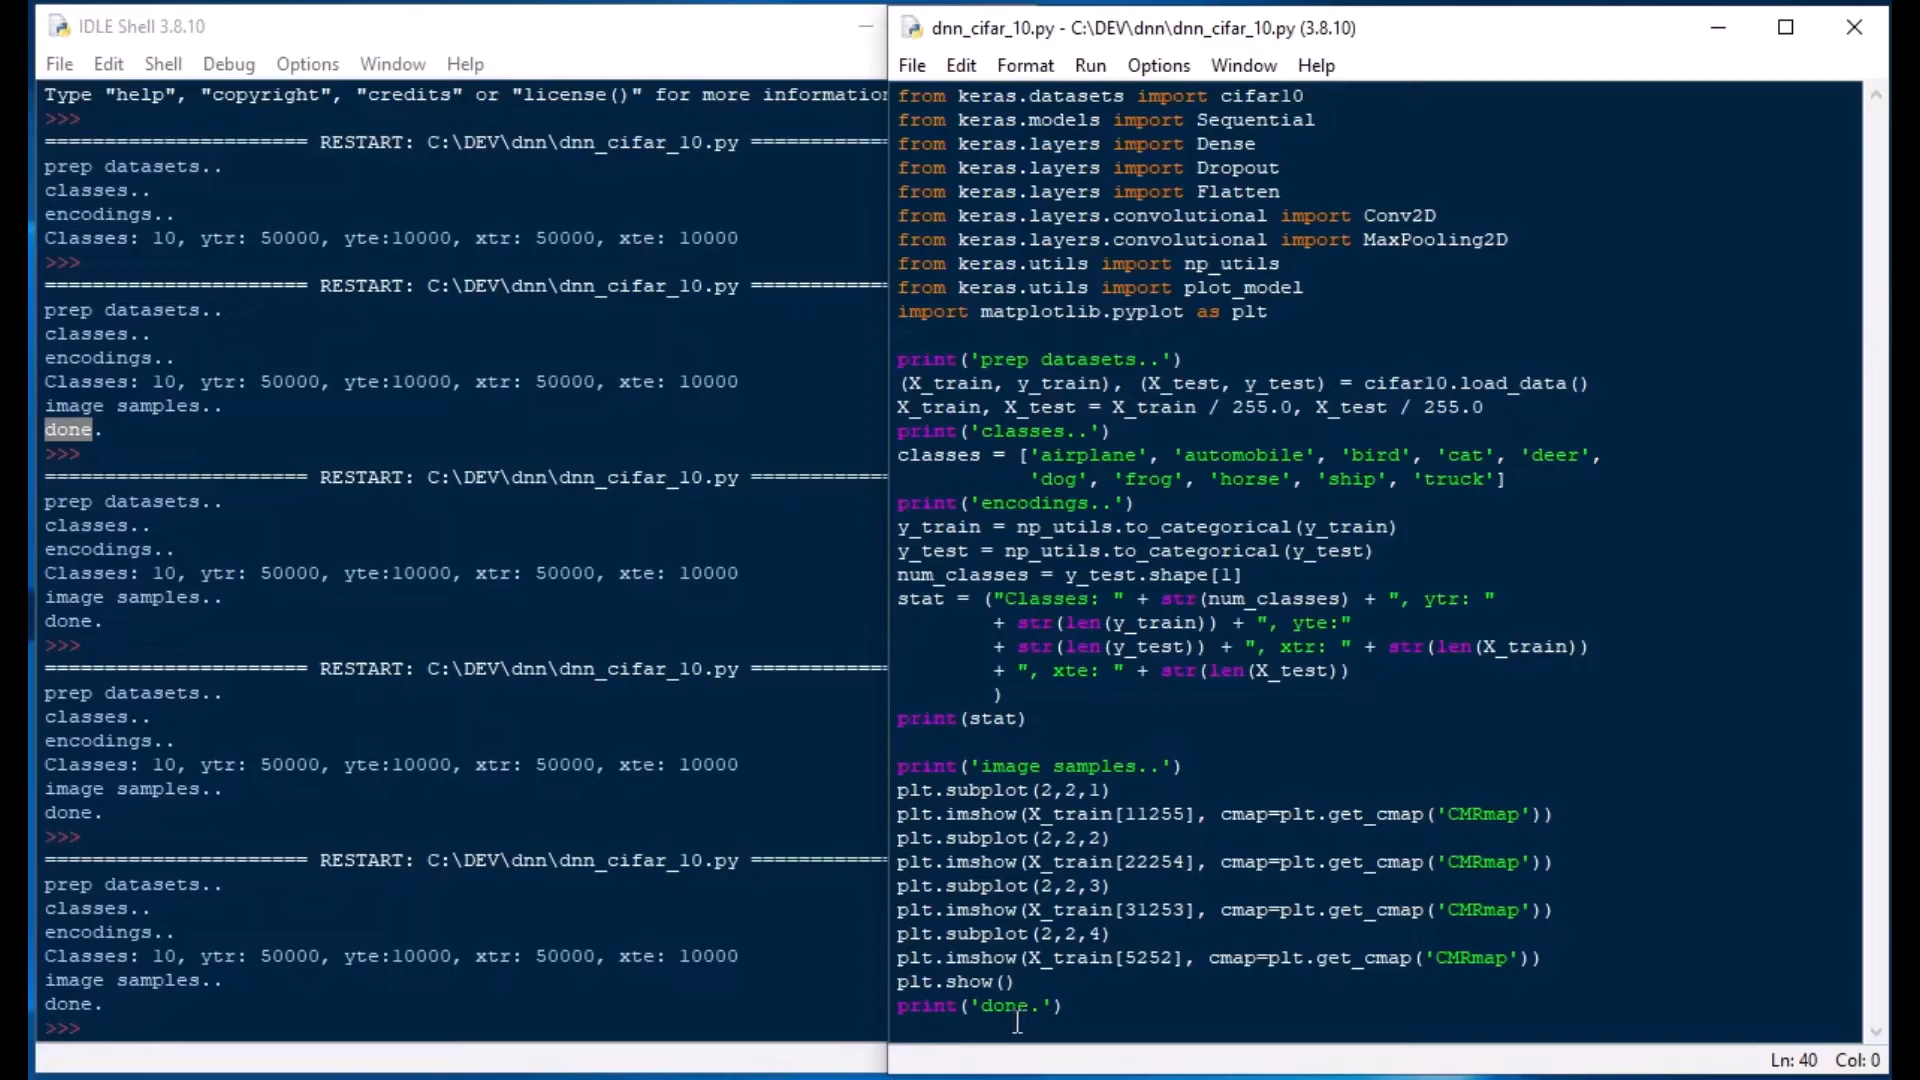 IDLE Shell 3.8.10
File Edit Shell Debug Options Window Help
Type "help", "copyright", "credits" or "license()" for more information
>>>
====================== RESTART: C:\DEV\dnn\dnn_cifar_10.py ============
prep datasets..
classes..
encodings..
Classes: 10, ytr: 50000, yte:10000, xtr: 50000, xte: 10000
>>>
====================== RESTART: C:\DEV\dnn\dnn_cifar_10.py ============
prep datasets..
classes..
encodings..
Classes: 10, ytr: 50000, yte:10000, xtr: 50000, xte: 10000
image samples..
done.
>>>
====================== RESTART: C:\DEV\dnn\dnn_cifar_10.py ============
prep datasets..
classes..
encodings..
Classes: 10, ytr: 50000, yte:10000, xtr: 50000, xte: 10000
image samples..
done.
>>>
====================== RESTART: C:\DEV\dnn\dnn_cifar_10.py ============
prep datasets..
classes..
encodings..
Classes: 10, ytr: 50000, yte:10000, xtr: 50000, xte: 10000
image samples..
done.
>>>
====================== RESTART: C:\DEV\dnn\dnn_cifar_10.py ============
prep datasets..
classes..
encodings..
Classes: 10, ytr: 50000, yte:10000, xtr: 50000, xte: 10000
image samples..
done.
>>>
dnn_cifar_10.py - C:\DEV\dnn\dnn_cifar_10.py (3.8.10)
File Edit Format Run Options Window Help
from keras.datasets import cifar10
from keras.models import Sequential
from keras.layers import Dense
from keras.layers import Dropout
from keras.layers import Flatten
from keras.layers.convolutional import Conv2D
from keras.layers.convolutional import MaxPooling2D
from keras.utils import np_utils
from keras.utils import plot_model
import matplotlib.pyplot as plt
print('prep datasets..')
(X_train, y_train), (X_test, y_test) = cifar10.load_data()
X_train, X_test = X_train / 255.0, X_test / 255.0
print('classes..')
classes = ['airplane', 'automobile', 'bird', 'cat', 'deer',
'dog', 'frog', 'horse', 'ship', 'truck']
print('encodings..')
y_train = np_utils.to_categorical(y_train)
y_test = np_utils.to_categorical(y_test)
num_classes = y_test.shape[1]
stat = ("Classes: " + str(num_classes) + ", ytr: "
+ str(len(y_train)) + ", yte:"
+ str(len(y_test)) + ", xtr: " + str(len(X_train))
+ ", xte: " + str(len(X_test))
)
print(stat)
print('image samples..')
plt.subplot(2,2,1)
plt.imshow(X_train[11255], cmap=plt.get_cmap('CMRmap'))
plt.subplot(2,2,2)
plt.imshow(X_train[22254], cmap=plt.get_cmap('CMRmap'))
plt.subplot(2,2,3)
plt.imshow(X_train[31253], cmap=plt.get_cmap('CMRmap'))
plt.subplot(2,2,4)
plt.imshow(X_train[5252], cmap=plt.get_cmap('CMRmap'))
plt.show()
print('done.')
Ln: 40 Col: 0